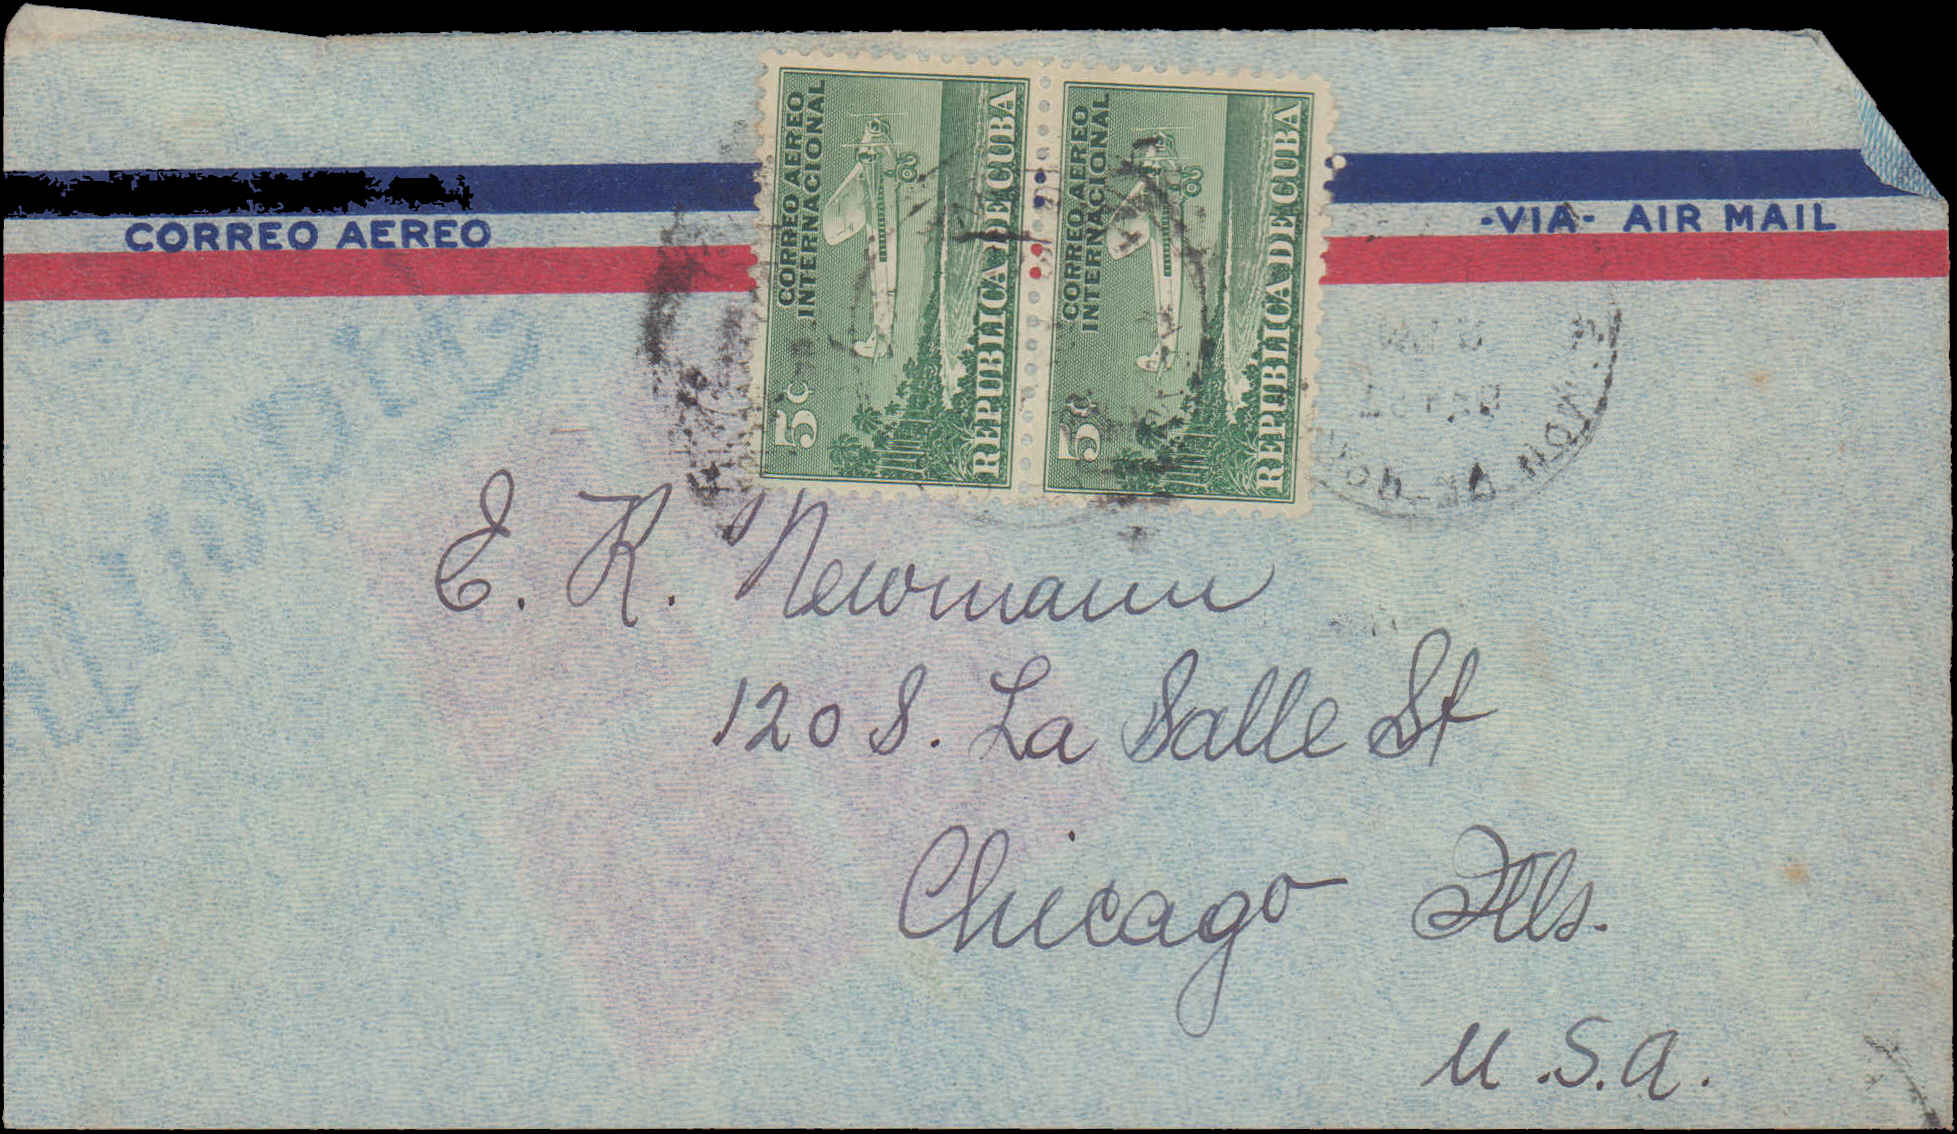 CORREO AEREO
INTERNACIONAL
REPUBLICA DE CUBA
5¢
CORREO AEREO
INTERNACIONAL
REPUBLICA DE CUBA
5¢
CORREO AEREO
-VIA- AIR MAIL
E. K. Newmann
120 S. La Salle St
Chicago Ills.
U.S.A.